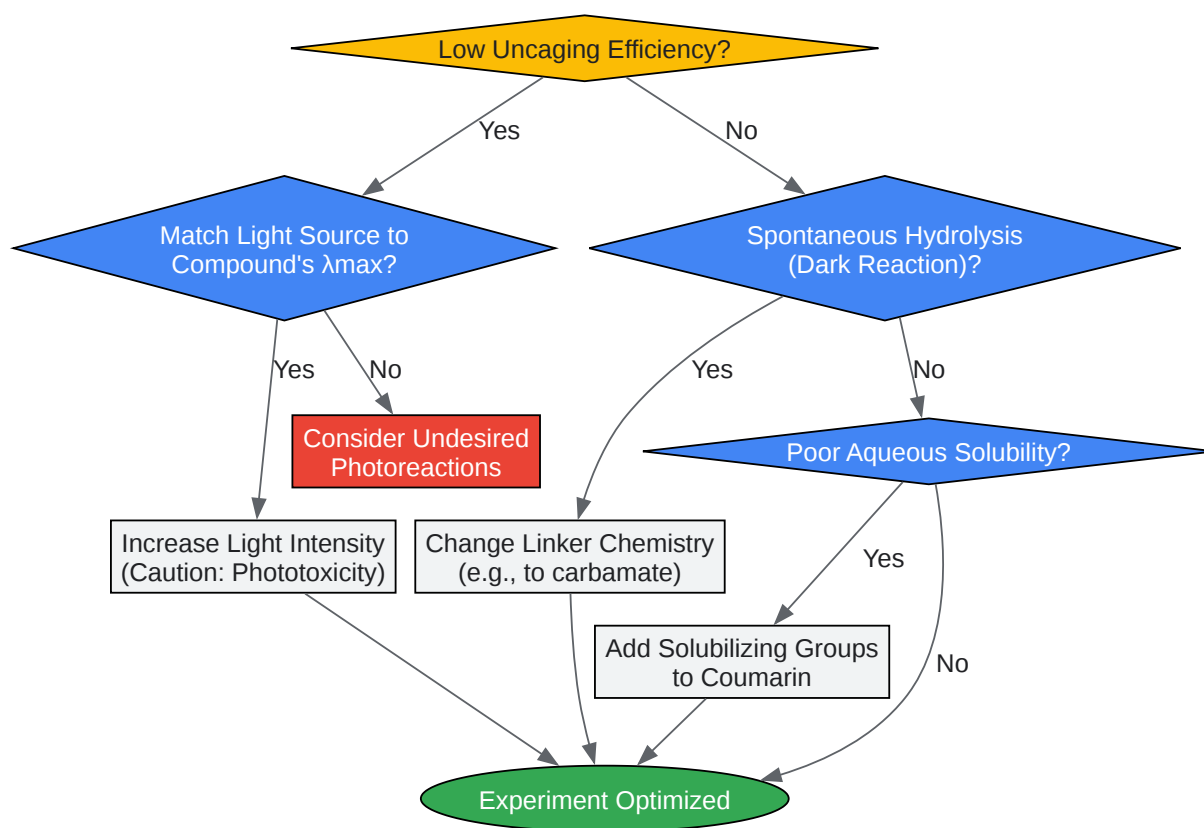 Low Uncaging Efficiency?
Yes
No
Match Light Source to
Compound's λmax?
Spontaneous Hydrolysis
(Dark Reaction)?
Yes
No
Yes
No
Consider Undesired
Photoreactions
Poor Aqueous Solubility?
Increase Light Intensity
(Caution: Phototoxicity)
Change Linker Chemistry
(e.g., to carbamate)
Yes
No
Add Solubilizing Groups
to Coumarin
Experiment Optimized